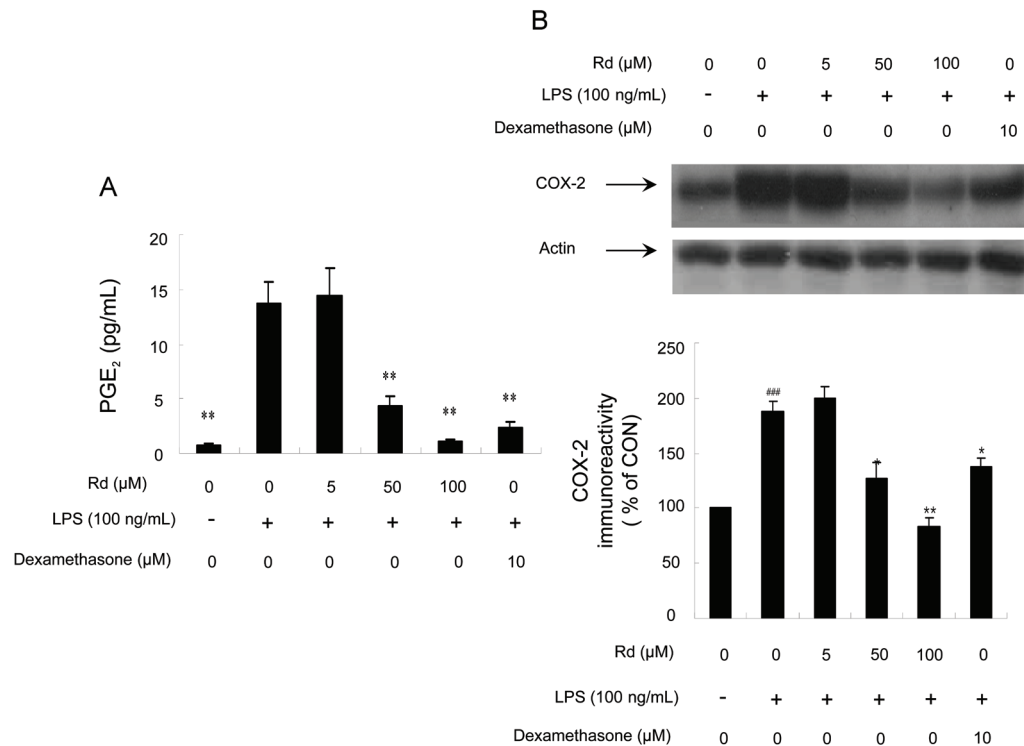 B
Rd (µM) 0 0 5 50 100 0
LPS (100 ng/mL) - + + + + +
Dexamethasone (µM) 0 0 0 0 0 10
COX-2
Actin
A
PGE₂ (pg/mL)
20
15
10
5
0
** ** ** **
Rd (µM) 0 0 5 50 100 0
LPS (100 ng/mL) - + + + + +
Dexamethasone (µM) 0 0 0 0 0 10
COX-2
immunoreactivity
( % of CON)
250
200
150
100
50
0
### * ** *
Rd (µM) 0 0 5 50 100 0
LPS (100 ng/mL) - + + + + +
Dexamethasone (µM) 0 0 0 0 0 10